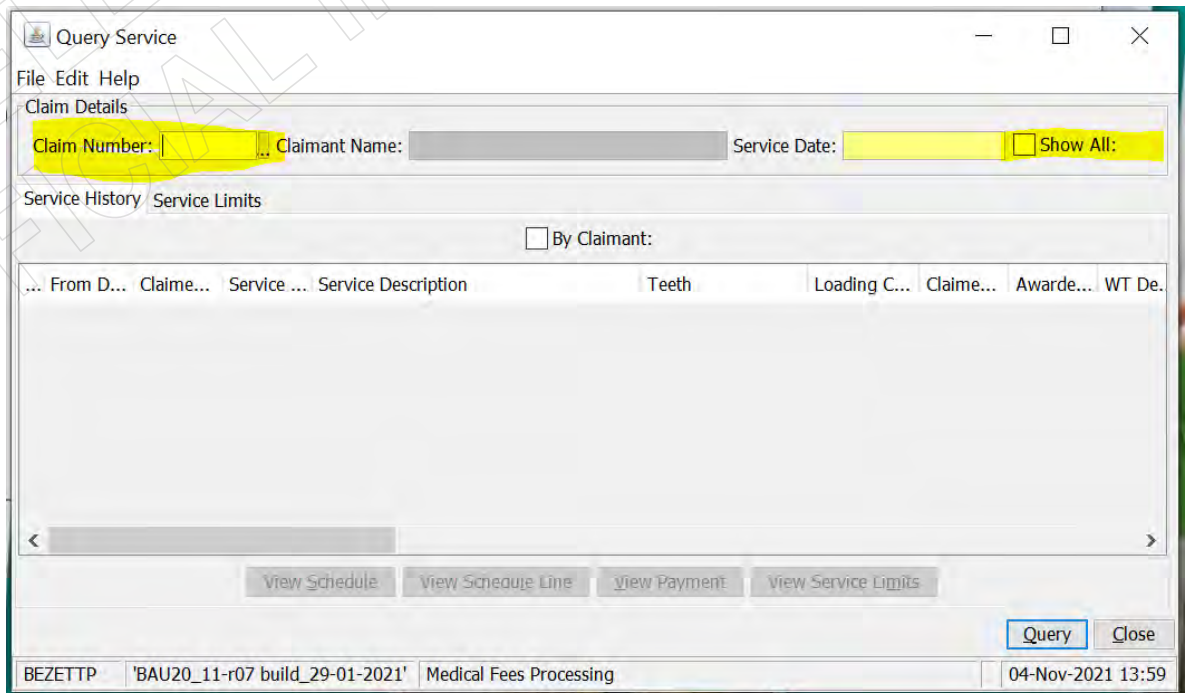 Query Service
File Edit Help
Claim Details
Claim Number: ... Claimant Name: Service Date: Show All:
Service History Service Limits
By Claimant:
... From D... Claime... Service ... Service Description Teeth Loading C... Claime... Awarde... WT De.
View Schedule View Schedule Line View Payment View Service Limits
Query Close
BEZETTP 'BAU20_11-r07 build_29-01-2021' Medical Fees Processing 04-Nov-2021 13:59